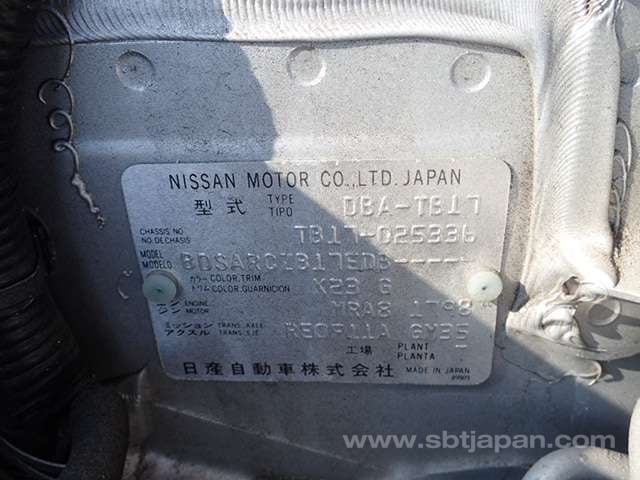 NISSAN MOTOR CO.,LTD. JAPAN
型式 TYPE TIPO DBA-TB17
CHASSIS NO. NO.DECHASIS TB17-025336
MODEL MODELO
カラー COLOR,TRIM
トリム COLOR,GUARNICION K23 G
エンジン ENGINE MOTOR MRA8 1798
ミッション TRANS. AXLE
アクスル TRANS. EJE RE0F11A GM35
工場 PLANT PLANTA -
日産自動車株式会社 MADE IN JAPAN
www.sbtjapan.com